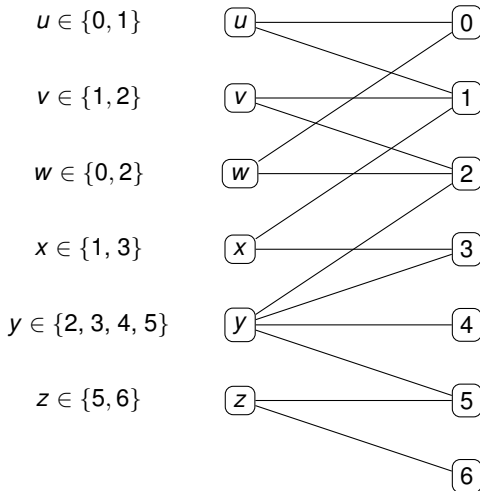 u ∈ {0, 1} u 0
v ∈ {1, 2} v 1
w ∈ {0, 2} w 2
x ∈ {1, 3} x 3
y ∈ {2, 3, 4, 5} y 4
z ∈ {5, 6} z 5
6